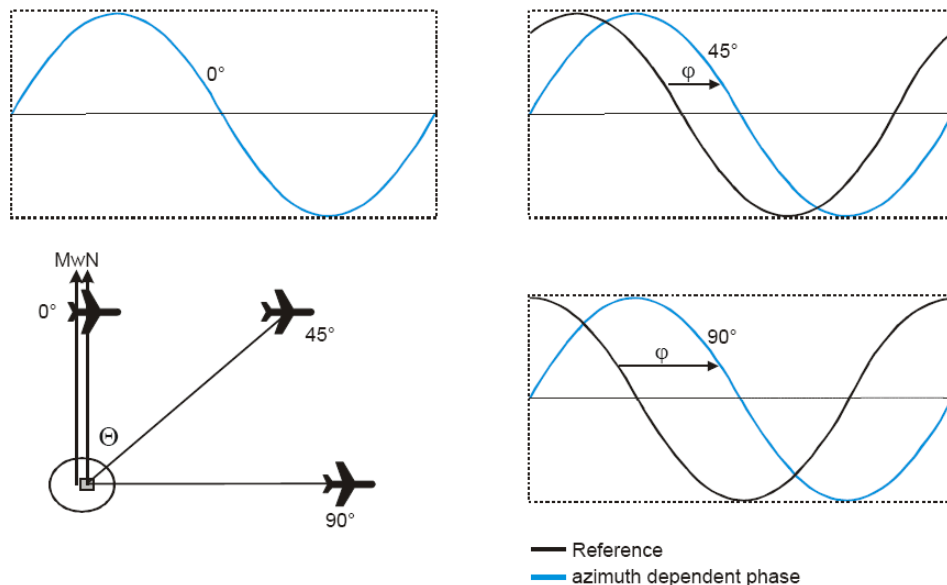 0°
45°
φ
MwN
0°
45°
Θ
90°
90°
φ
Reference
azimuth dependent phase